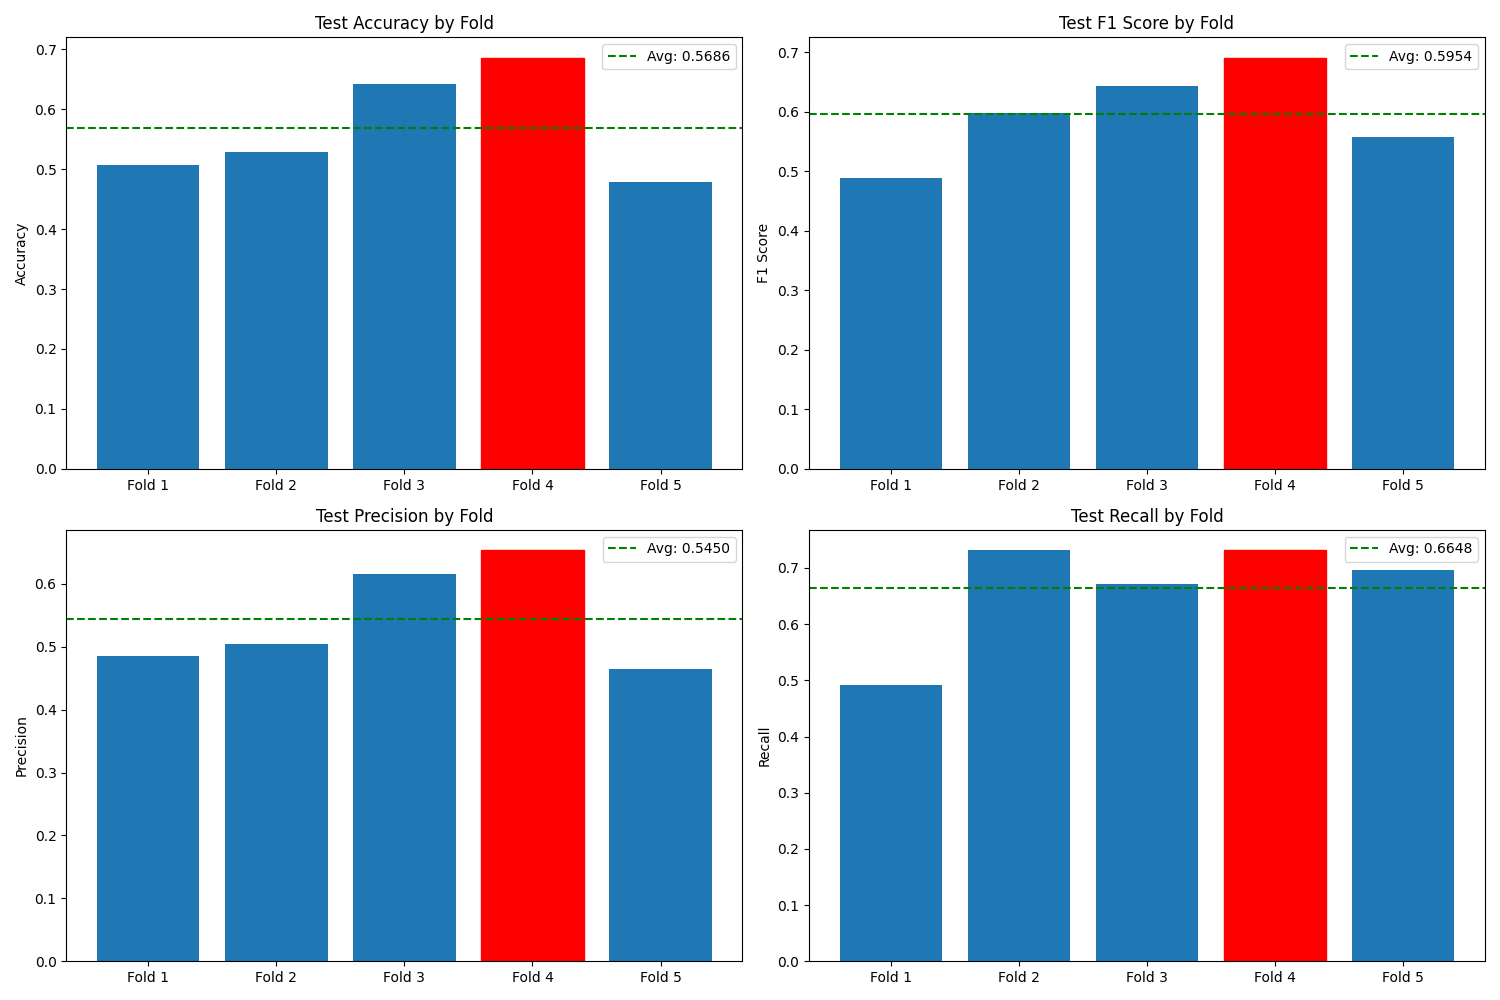 Test Accuracy by Fold
Avg: 0.5686
Accuracy
0.7
0.6
0.5
0.4
0.3
0.2
0.1
0.0
Fold 1 Fold 2 Fold 3 Fold 4 Fold 5
Test F1 Score by Fold
Avg: 0.5954
F1 Score
0.7
0.6
0.5
0.4
0.3
0.2
0.1
0.0
Fold 1 Fold 2 Fold 3 Fold 4 Fold 5
Test Precision by Fold
Avg: 0.5450
Precision
0.6
0.5
0.4
0.3
0.2
0.1
0.0
Fold 1 Fold 2 Fold 3 Fold 4 Fold 5
Test Recall by Fold
Avg: 0.6648
Recall
0.7
0.6
0.5
0.4
0.3
0.2
0.1
0.0
Fold 1 Fold 2 Fold 3 Fold 4 Fold 5